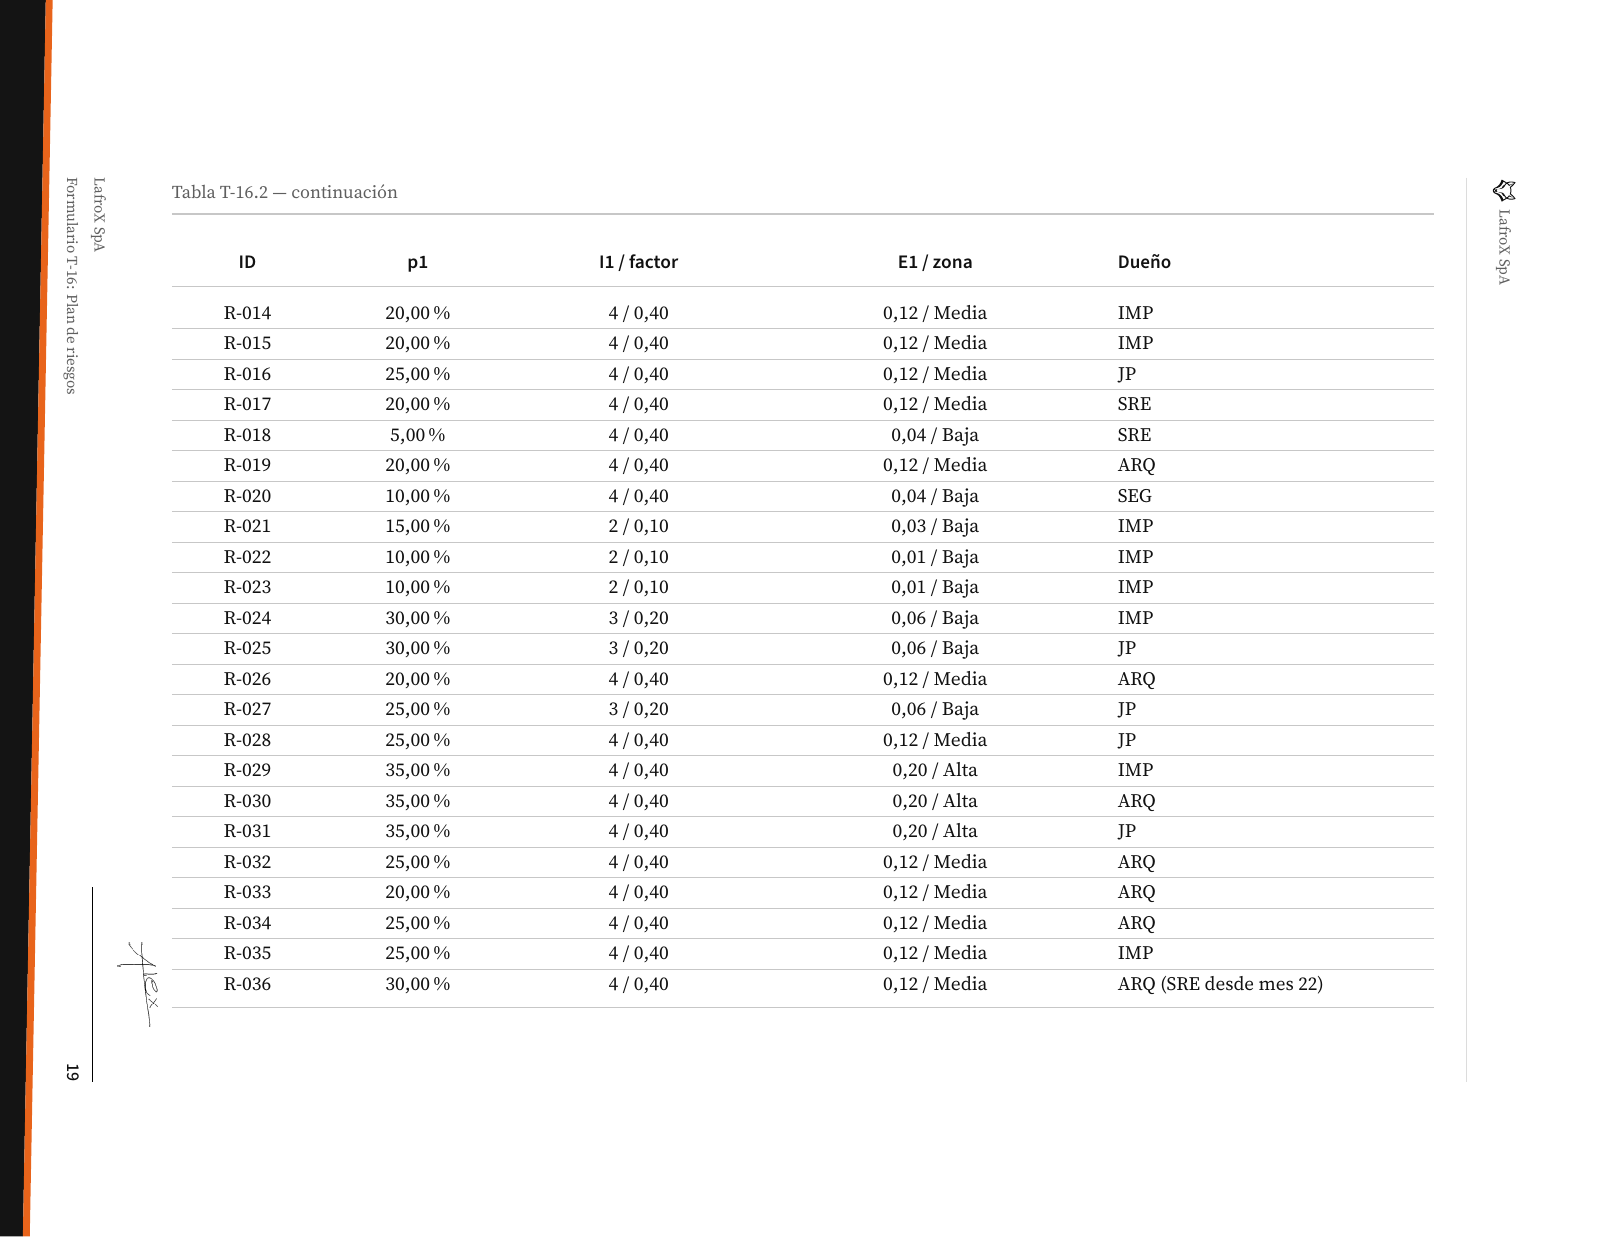 LafroX SpA
Formulario T-16: Plan de riesgos
LafroX SpA
Tabla T-16.2 — continuación
ID p1 I1 / factor E1 / zona Dueño
R-014 20,00 % 4 / 0,40 0,12 / Media IMP
R-015 20,00 % 4 / 0,40 0,12 / Media IMP
R-016 25,00 % 4 / 0,40 0,12 / Media JP
R-017 20,00 % 4 / 0,40 0,12 / Media SRE
R-018 5,00 % 4 / 0,40 0,04 / Baja SRE
R-019 20,00 % 4 / 0,40 0,12 / Media ARQ
R-020 10,00 % 4 / 0,40 0,04 / Baja SEG
R-021 15,00 % 2 / 0,10 0,03 / Baja IMP
R-022 10,00 % 2 / 0,10 0,01 / Baja IMP
R-023 10,00 % 2 / 0,10 0,01 / Baja IMP
R-024 30,00 % 3 / 0,20 0,06 / Baja IMP
R-025 30,00 % 3 / 0,20 0,06 / Baja JP
R-026 20,00 % 4 / 0,40 0,12 / Media ARQ
R-027 25,00 % 3 / 0,20 0,06 / Baja JP
R-028 25,00 % 4 / 0,40 0,12 / Media JP
R-029 35,00 % 4 / 0,40 0,20 / Alta IMP
R-030 35,00 % 4 / 0,40 0,20 / Alta ARQ
R-031 35,00 % 4 / 0,40 0,20 / Alta JP
R-032 25,00 % 4 / 0,40 0,12 / Media ARQ
R-033 20,00 % 4 / 0,40 0,12 / Media ARQ
R-034 25,00 % 4 / 0,40 0,12 / Media ARQ
R-035 25,00 % 4 / 0,40 0,12 / Media IMP
R-036 30,00 % 4 / 0,40 0,12 / Media ARQ (SRE desde mes 22)
Alex
19